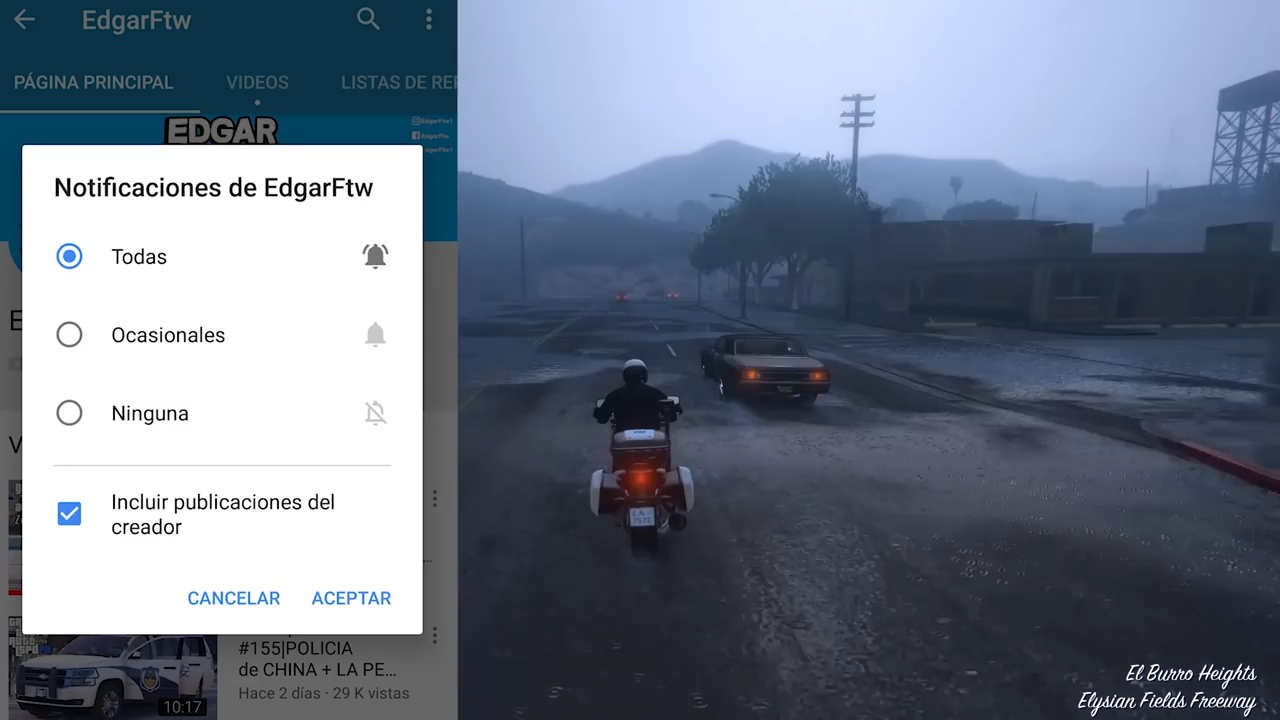 EdgarFtw
PÁGINA PRINCIPAL
VIDEOS
LISTAS DE REP
EDGAR
Notificaciones de EdgarFtw
Todas
Ocasionales
Ninguna
Incluir publicaciones del
creador
CANCELAR
ACEPTAR
#155|POLICIA
de CHINA + LA PE...
Hace 2 días · 29 K vistas
10:17
El Burro Heights
Elysian Fields Freeway